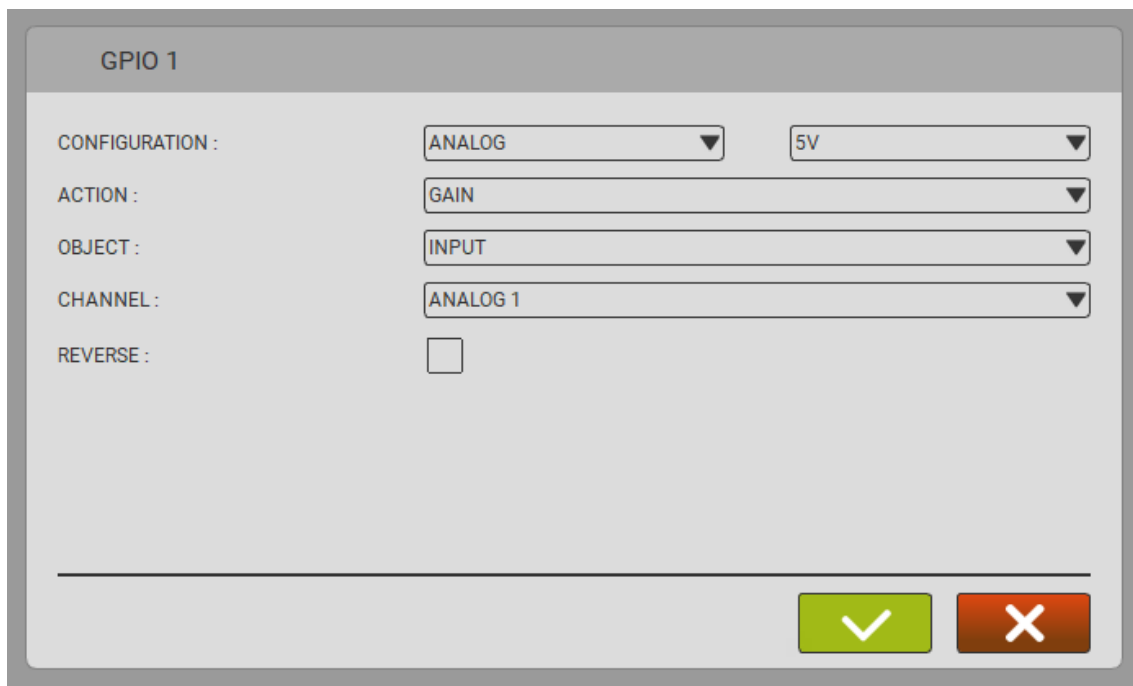 GPIO 1
CONFIGURATION : ANALOG 5V
ACTION : GAIN
OBJECT : INPUT
CHANNEL : ANALOG 1
REVERSE :